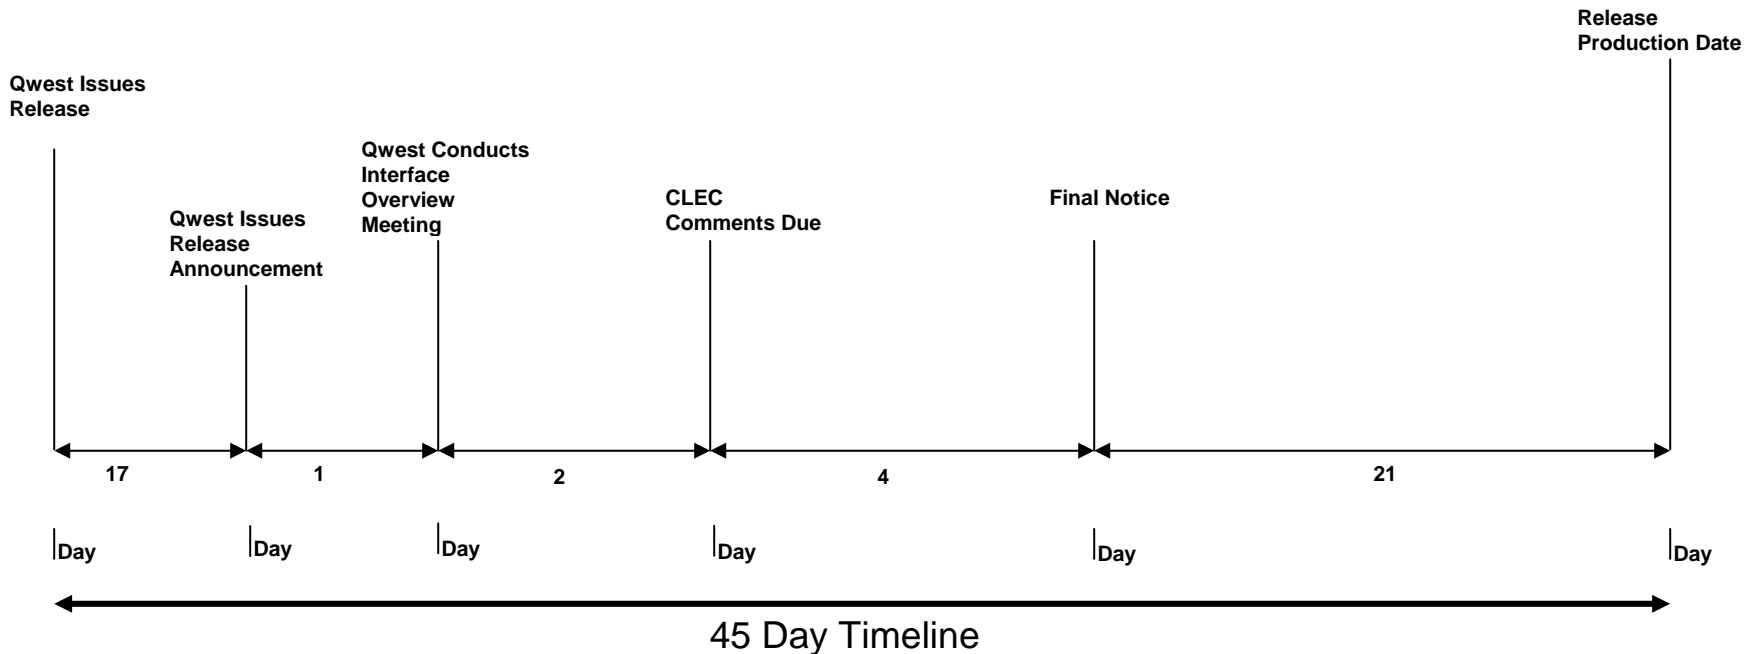 Release
Production Date
Qwest Issues
Release
Qwest Conducts
Interface
Overview
Meeting
CLEC
Comments Due
Final Notice
Qwest Issues
Release
Announcement
17
1
2
4
21
Day
Day
Day
Day
Day
Day
45 Day Timeline